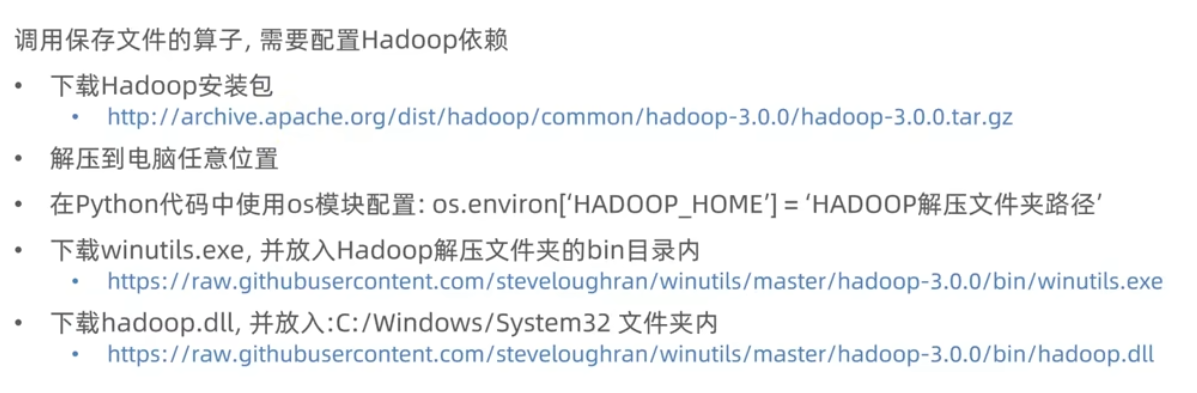 调用保存文件的算子, 需要配置Hadoop依赖
• 下载Hadoop安装包
• http://archive.apache.org/dist/hadoop/common/hadoop-3.0.0/hadoop-3.0.0.tar.gz
• 解压到电脑任意位置
• 在Python代码中使用os模块配置: os.environ[‘HADOOP_HOME’] = ‘HADOOP解压文件夹路径’
• 下载winutils.exe, 并放入Hadoop解压文件夹的bin目录内
• https://raw.githubusercontent.com/steveloughran/winutils/master/hadoop-3.0.0/bin/winutils.exe
• 下载hadoop.dll, 并放入:C:/Windows/System32 文件夹内
• https://raw.githubusercontent.com/steveloughran/winutils/master/hadoop-3.0.0/bin/hadoop.dll